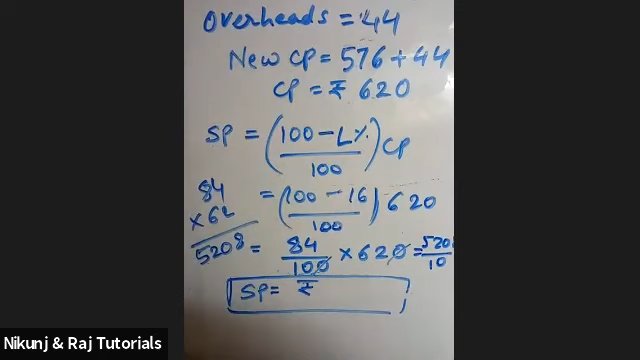 Overheads = 44
New CP = 576 + 44
CP = ₹ 620
SP = (100 - L% / 100) CP
= (100 - 16 / 100) 620
84
× 62
5208
= 84/100 × 620 = 5208/10
SP = ₹
Nikunj & Raj Tutorials